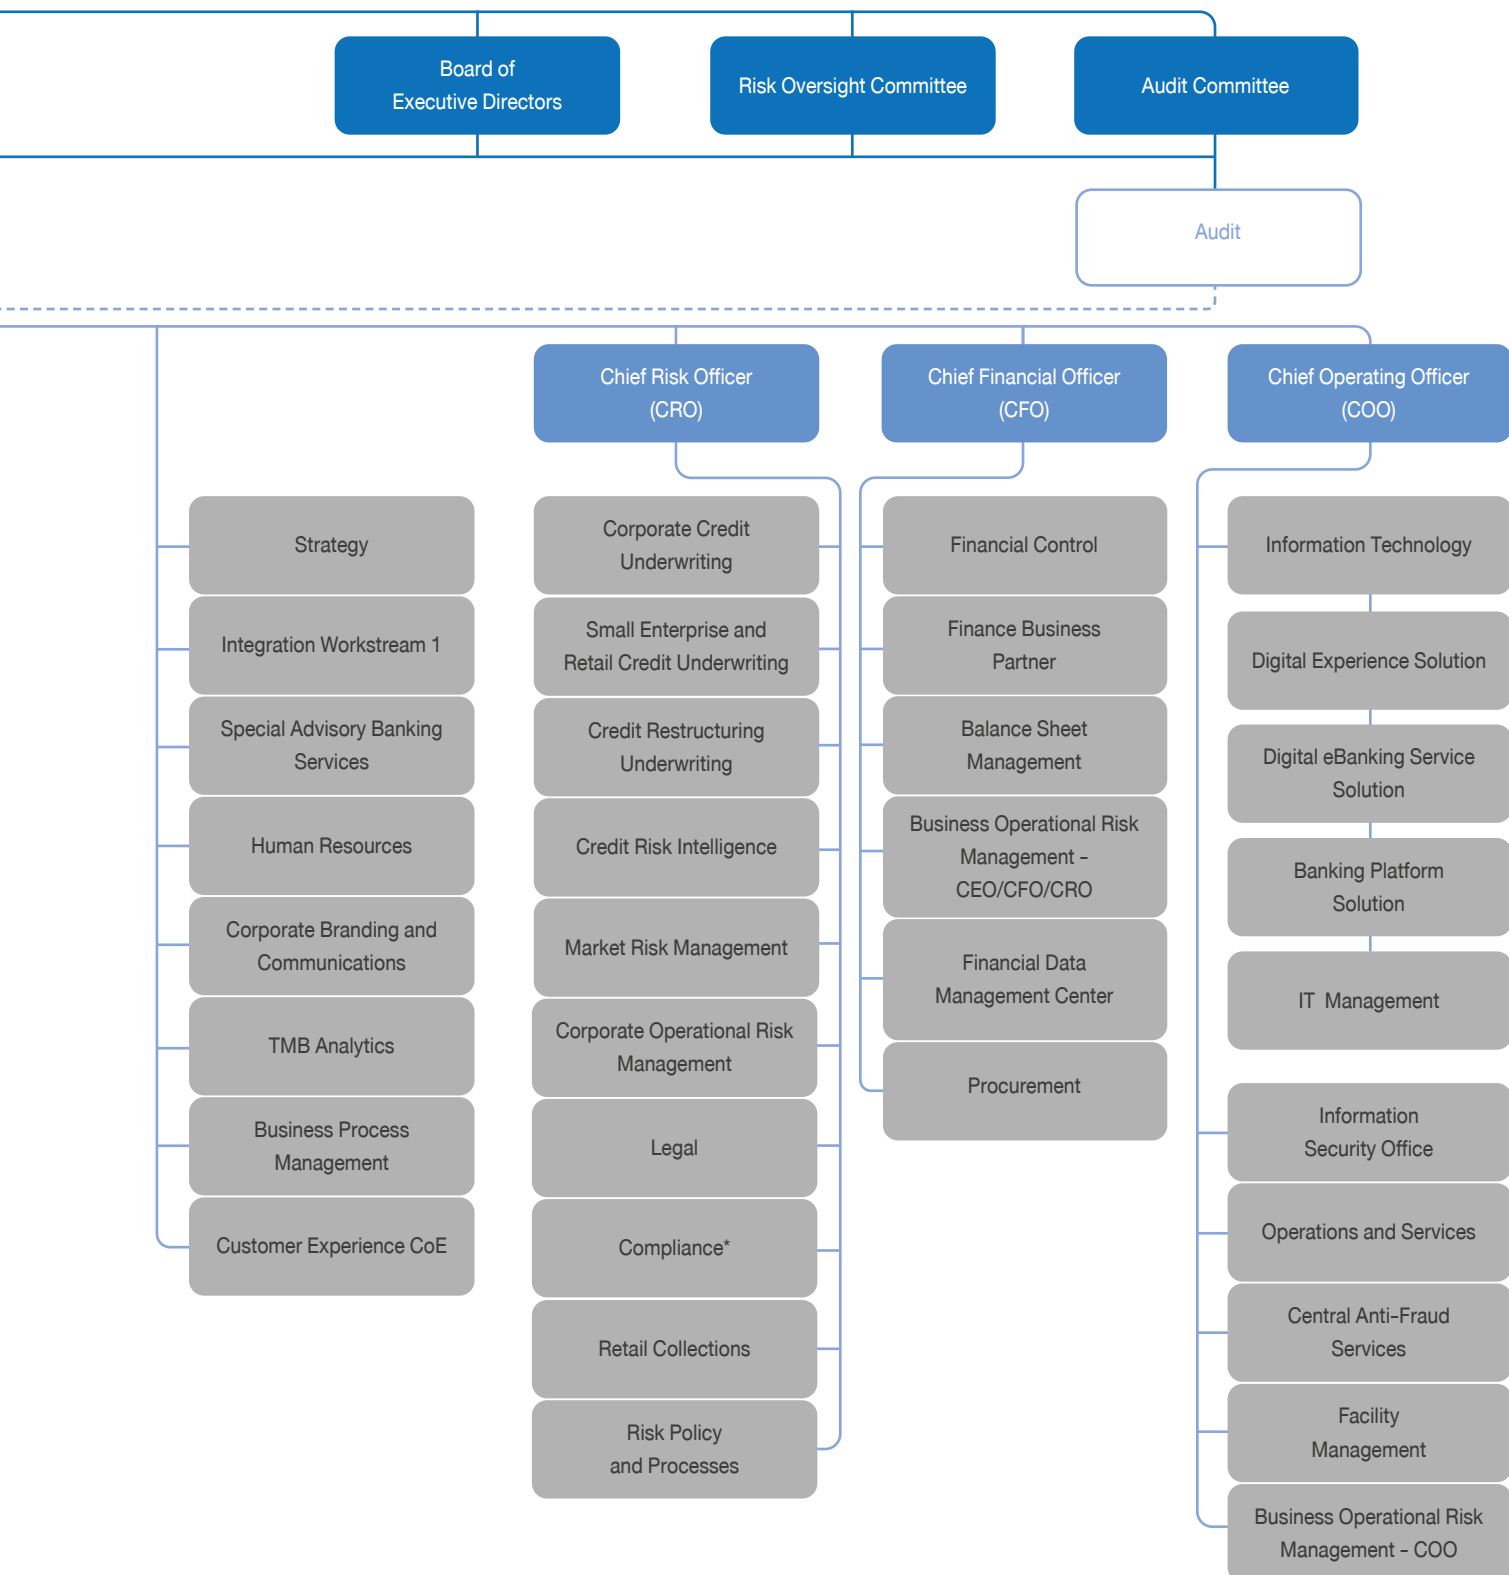 Board of
Executive Directors
Risk Oversight Committee
Audit Committee
Audit
Chief Risk Officer
(CRO)
Chief Financial Officer
(CFO)
Chief Operating Officer
(COO)
Strategy
Integration Workstream 1
Special Advisory Banking
Services
Human Resources
Corporate Branding and
Communications
TMB Analytics
Business Process
Management
Customer Experience CoE
Corporate Credit
Underwriting
Small Enterprise and
Retail Credit Underwriting
Credit Restructuring
Underwriting
Credit Risk Intelligence
Market Risk Management
Corporate Operational Risk
Management
Legal
Compliance*
Retail Collections
Risk Policy
and Processes
Financial Control
Finance Business
Partner
Balance Sheet
Management
Business Operational Risk
Management -
CEO/CFO/CRO
Financial Data
Management Center
Procurement
Information Technology
Digital Experience Solution
Digital eBanking Service
Solution
Banking Platform
Solution
IT Management
Information
Security Office
Operations and Services
Central Anti-Fraud
Services
Facility
Management
Business Operational Risk
Management - COO